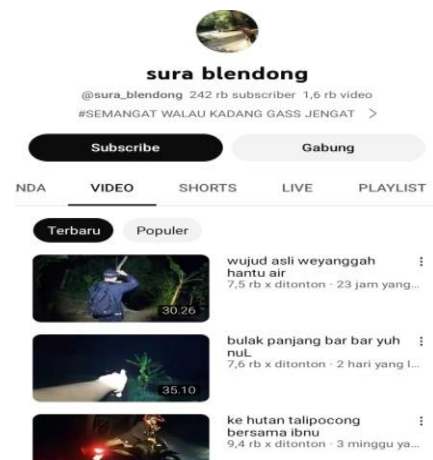 sura blendong
@sura_blendong 242 rb subscriber 1,6 rb video
#SEMANGAT WALAU KADANG GASS JENGAT >
Subscribe
Gabung
NDA VIDEO SHORTS LIVE PLAYLIST
Terbaru
Populer
wujud asli weyanggah
hantu air
7,5 rb x ditonton · 23 jam yang...
30.26
bulak panjang bar bar yuh
nuL
7,6 rb x ditonton · 2 hari yang l...
35.10
ke hutan talipocong
bersama ibnu
9,4 rb x ditonton · 3 minggu ya...